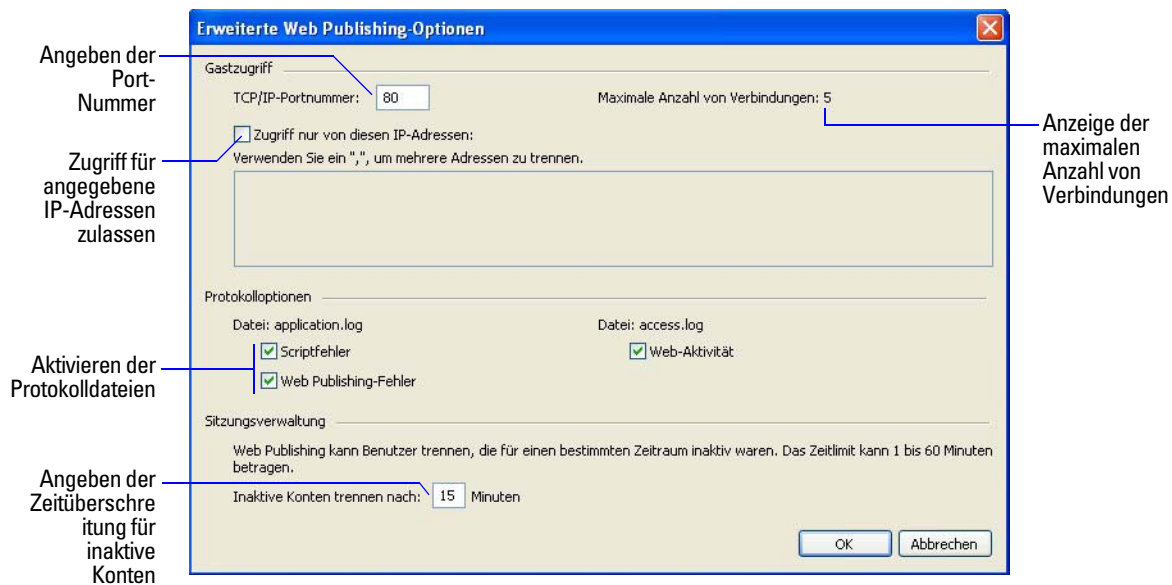 Erweiterte Web Publishing-Optionen
Angeben der
Port-
Nummer
Gastzugriff
TCP/IP-Portnummer: 80
Maximale Anzahl von Verbindungen: 5
Zugriff nur von diesen IP-Adressen:
Verwenden Sie ein ",", um mehrere Adressen zu trennen.
Zugriff für
angegebene
IP-Adressen
zulassen
Anzeige der
maximalen
Anzahl von
Verbindungen
Protokolloptionen
Datei: application.log
Datei: access.log
Scriptfehler
Web-Aktivität
Web Publishing-Fehler
Aktivieren der
Protokolldateien
Sitzungsverwaltung
Web Publishing kann Benutzer trennen, die für einen bestimmten Zeitraum inaktiv waren. Das Zeitlimit kann 1 bis 60 Minuten
betragen.
Inaktive Konten trennen nach: 15 Minuten
Angeben der
Zeitüberschre
itung für
inaktive
Konten
OK
Abbrechen